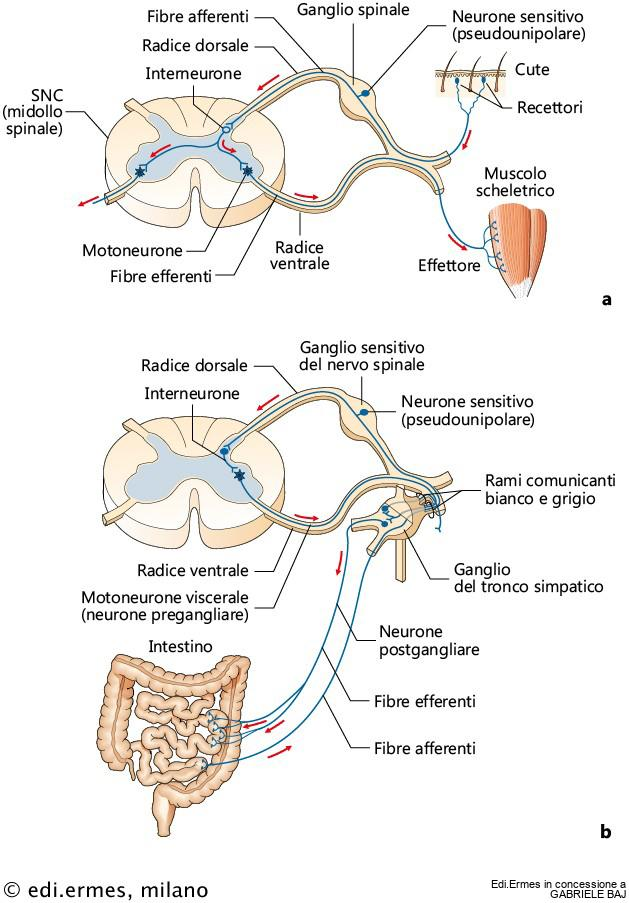 Fibre afferenti
Ganglio spinale
Neurone sensitivo
(pseudounipolare)
Radice dorsale
Interneurone
Cute
SNC
(midollo
spinale)
Recettori
Muscolo
scheletrico
Motoneurone
Radice
ventrale
Fibre efferenti
Effettore
a
Ganglio sensitivo
del nervo spinale
Radice dorsale
Interneurone
Neurone sensitivo
(pseudounipolare)
Rami comunicanti
bianco e grigio
Radice ventrale
Ganglio
del tronco simpatico
Motoneurone viscerale
(neurone pregangliare)
Neurone
postgangliare
Intestino
Fibre efferenti
Fibre afferenti
b
© edi.ermes, milano
Edi.Ermes in concessione a
GABRIELE BAJ